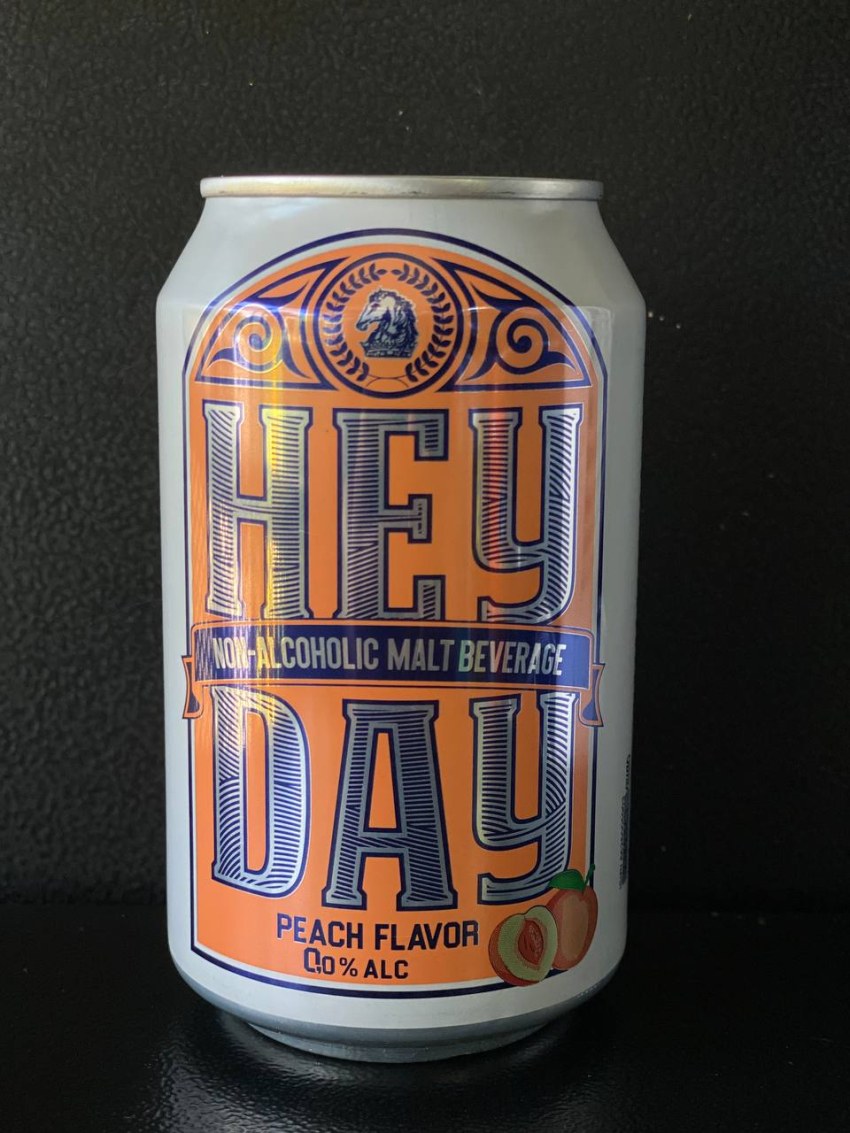 HEY
NON-ALCOHOLIC MALT BEVERAGE
DAY
PEACH FLAVOR
0,0% ALC